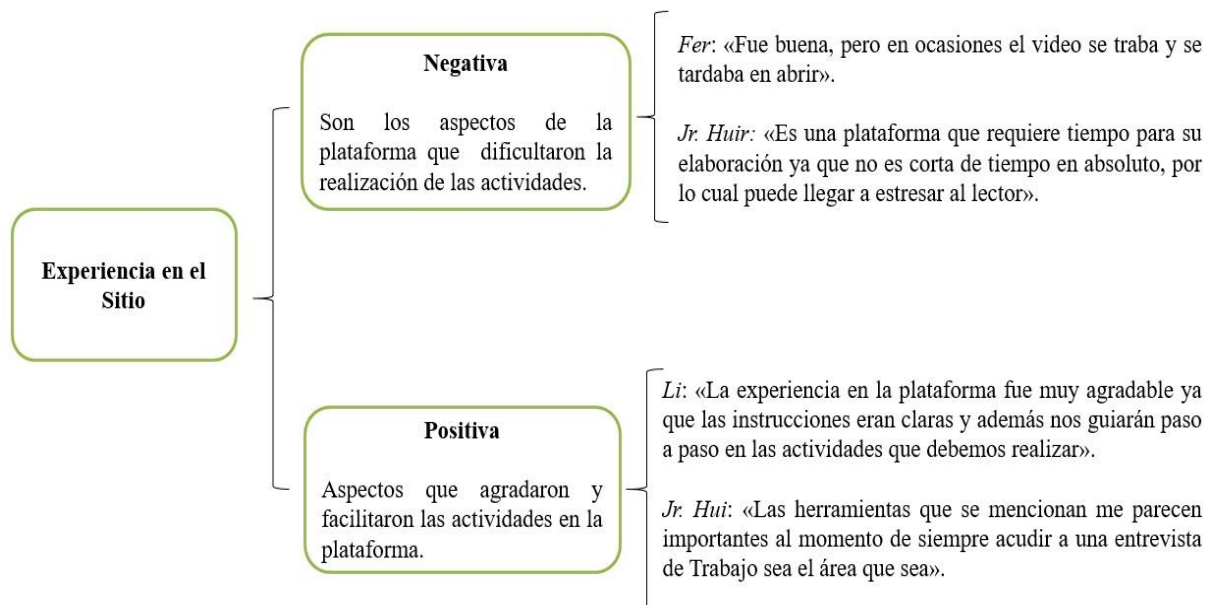 Experiencia en el
Sitio
Negativa
Son los aspectos de la
plataforma que dificultaron la
realización de las actividades.
Fer: «Fue buena, pero en ocasiones el video se traba y se
tardaba en abrir».
Jr. Huir: «Es una plataforma que requiere tiempo para su
elaboración ya que no es corta de tiempo en absoluto, por
lo cual puede llegar a estresar al lector».
Positiva
Aspectos que agradaron y
facilitaron las actividades en la
plataforma.
Li: «La experiencia en la plataforma fue muy agradable ya
que las instrucciones eran claras y además nos guiarán paso
a paso en las actividades que debemos realizar».
Jr. Hui: «Las herramientas que se mencionan me parecen
importantes al momento de siempre acudir a una entrevista
de Trabajo sea el área que sea».